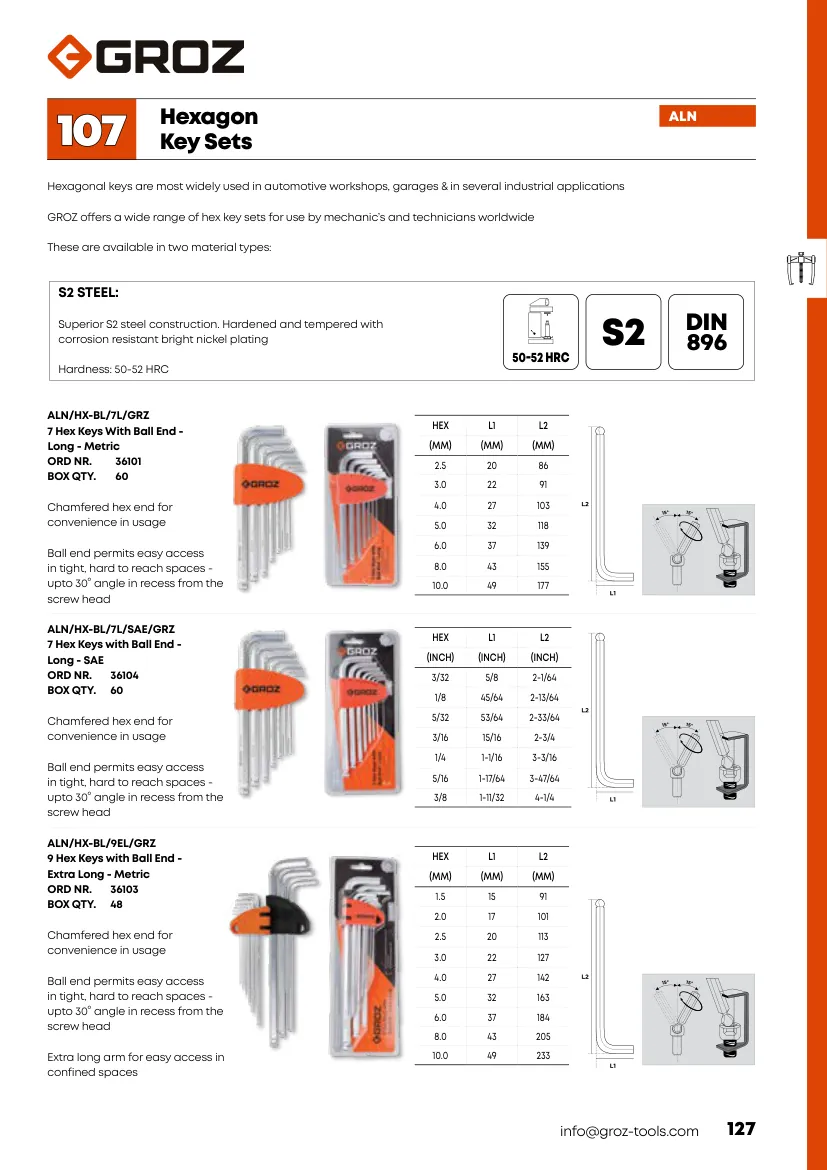 GROZ
107
Hexagon
Key Sets
ALN
Hexagonal keys are most widely used in automotive workshops, garages & in several industrial applications
GROZ offers a wide range of hex key sets for use by mechanic's and technicians worldwide
These are available in two material types:
S2 STEEL:
Superior S2 steel construction. Hardened and tempered with
corrosion resistant bright nickel plating
Hardness: 50-52 HRC
50-52 HRC
S2
DIN
896
ALN/HX-BL/7L/GRZ
7 Hex Keys With Ball End -
Long - Metric
ORD NR. 36101
BOX QTY. 60
Chamfered hex end for
convenience in usage
Ball end permits easy access
in tight, hard to reach spaces -
upto 30° angle in recess from the
screw head
GROZ
GROZ
GROZ
HEX L1 L2
(MM) (MM) (MM)
2.5 20 86
3.0 22 91
4.0 27 103
5.0 32 118
6.0 37 139
8.0 43 155
10.0 49 177
L2
L1
15° 15°
ALN/HX-BL/7L/SAE/GRZ
7 Hex Keys with Ball End -
Long - SAE
ORD NR. 36104
BOX QTY. 60
Chamfered hex end for
convenience in usage
Ball end permits easy access
in tight, hard to reach spaces -
upto 30° angle in recess from the
screw head
GROZ
GROZ
GROZ
HEX L1 L2
(INCH) (INCH) (INCH)
3/32 5/8 2-1/64
1/8 45/64 2-13/64
5/32 53/64 2-33/64
3/16 15/16 2-3/4
1/4 1-1/16 3-3/16
5/16 1-17/64 3-47/64
3/8 1-11/32 4-1/4
L2
L1
15° 15°
ALN/HX-BL/9EL/GRZ
9 Hex Keys with Ball End -
Extra Long - Metric
ORD NR. 36103
BOX QTY. 48
Chamfered hex end for
convenience in usage
Ball end permits easy access
in tight, hard to reach spaces -
upto 30° angle in recess from the
screw head
Extra long arm for easy access in
confined spaces
GROZ
HEX L1 L2
(MM) (MM) (MM)
1.5 15 91
2.0 17 101
2.5 20 113
3.0 22 127
4.0 27 142
5.0 32 163
6.0 37 184
8.0 43 205
10.0 49 233
L2
L1
15° 15°
info@groz-tools.com 127